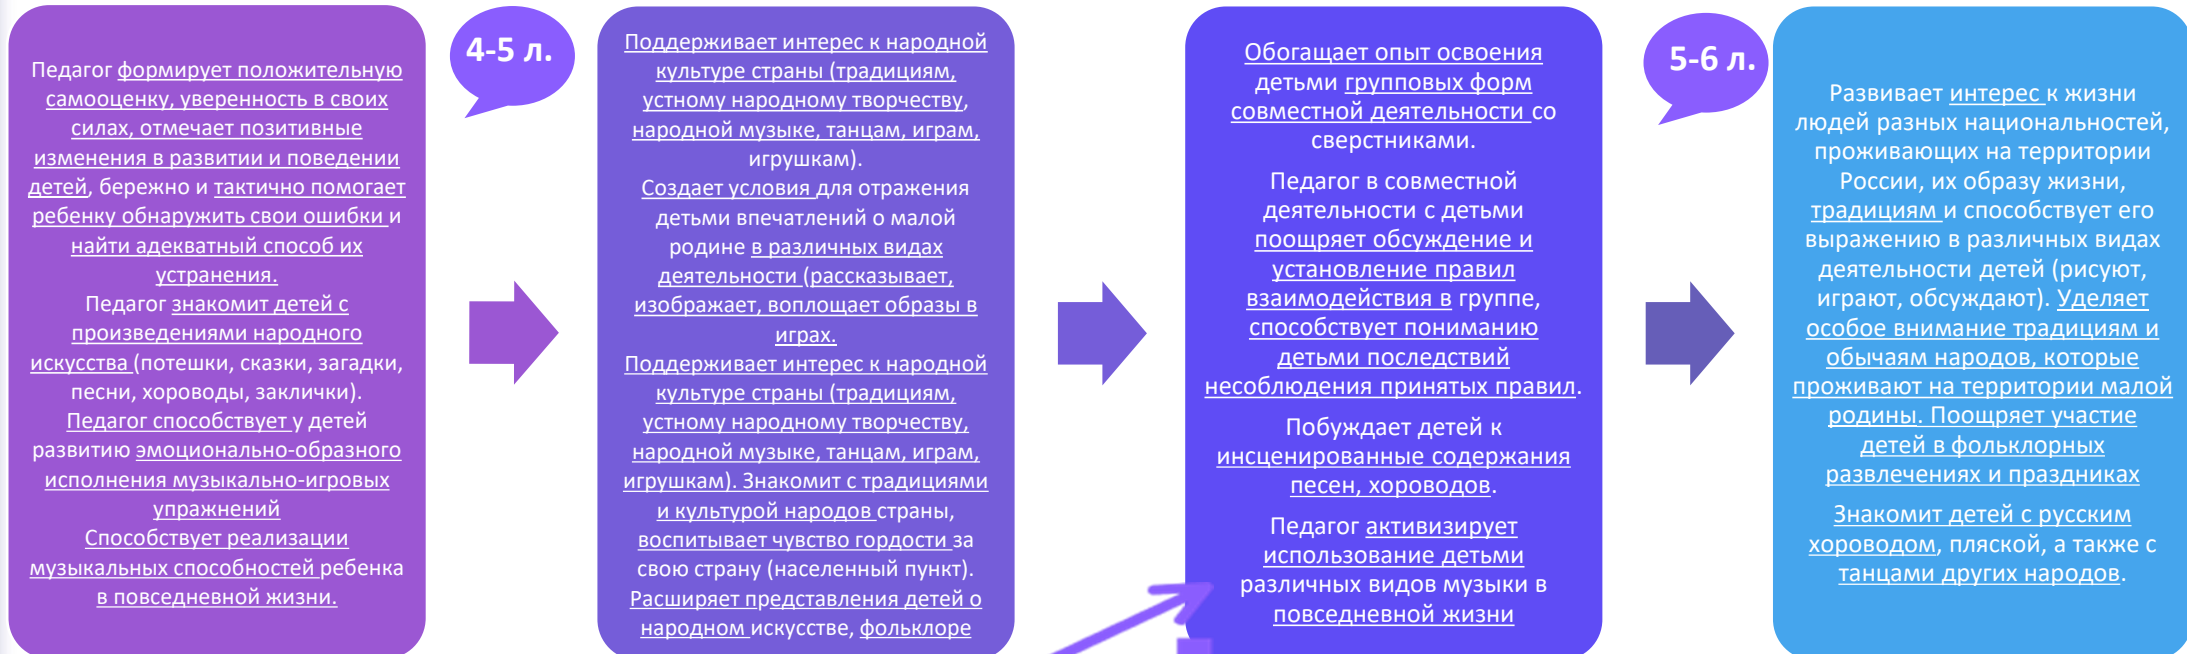 Педагог формирует положительную
самооценку, уверенность в своих
силах, отмечает позитивные
изменения в развитии и поведении
детей, бережно и тактично помогает
ребенку обнаружить свои ошибки и
найти адекватный способ их
устранения.
Педагог знакомит детей с
произведениями народного
искусства (потешки, сказки, загадки,
песни, хороводы, заклички).
Педагог способствует у детей
развитию эмоционально-образного
исполнения музыкально-игровых
упражнений
Способствует реализации
музыкальных способностей ребенка
в повседневной жизни.
4-5 л.
Поддерживает интерес к народной
культуре страны (традициям,
устному народному творчеству,
народной музыке, танцам, играм,
игрушкам).
Создает условия для отражения
детьми впечатлений о малой
родине в различных видах
деятельности (рассказывает,
изображает, воплощает образы в
играх.
Поддерживает интерес к народной
культуре страны (традициям,
устному народному творчеству,
народной музыке, танцам, играм,
игрушкам). Знакомит с традициями
и культурой народов страны,
воспитывает чувство гордости за
свою страну (населенный пункт).
Расширяет представления детей о
народном искусстве, фольклоре
Обогащает опыт освоения
детьми групповых форм
совместной деятельности со
сверстниками.
Педагог в совместной
деятельности с детьми
поощряет обсуждение и
установление правил
взаимодействия в группе,
способствует пониманию
детьми последствий
несоблюдения принятых правил.
Побуждает детей к
инсценированные содержания
песен, хороводов.
Педагог активизирует
использование детьми
различных видов музыки в
повседневной жизни
5-6 л.
Развивает интерес к жизни
людей разных национальностей,
проживающих на территории
России, их образу жизни,
традициям и способствует его
выражению в различных видах
деятельности детей (рисуют,
играют, обсуждают). Уделяет
особое внимание традициям и
обычаям народов, которые
проживают на территории малой
родины. Поощряет участие
детей в фольклорных
развлечениях и праздниках
Знакомит детей с русским
хороводом, пляской, а также с
танцами других народов.